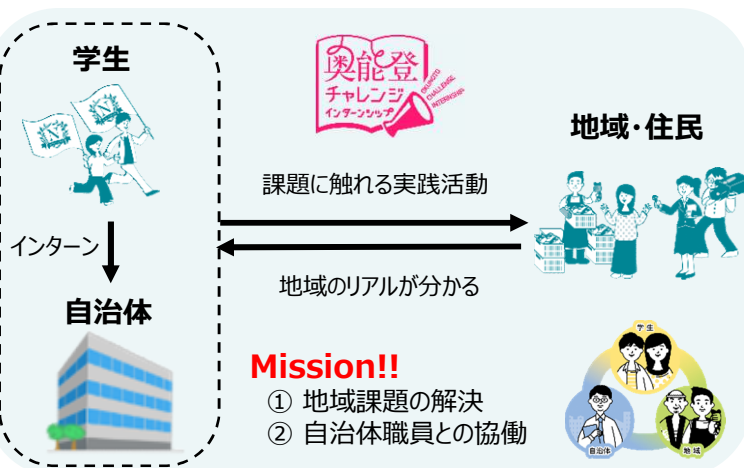 学生
奥能登
チャレンジ
インターンシップ
OKUNOTO
CHALLENGE
INTERNSHIP
地域・住民
課題に触れる実践活動
インターン
地域のリアルが分かる
自治体
Mission!!
① 地域課題の解決
② 自治体職員との協働
学生
自治体
地域